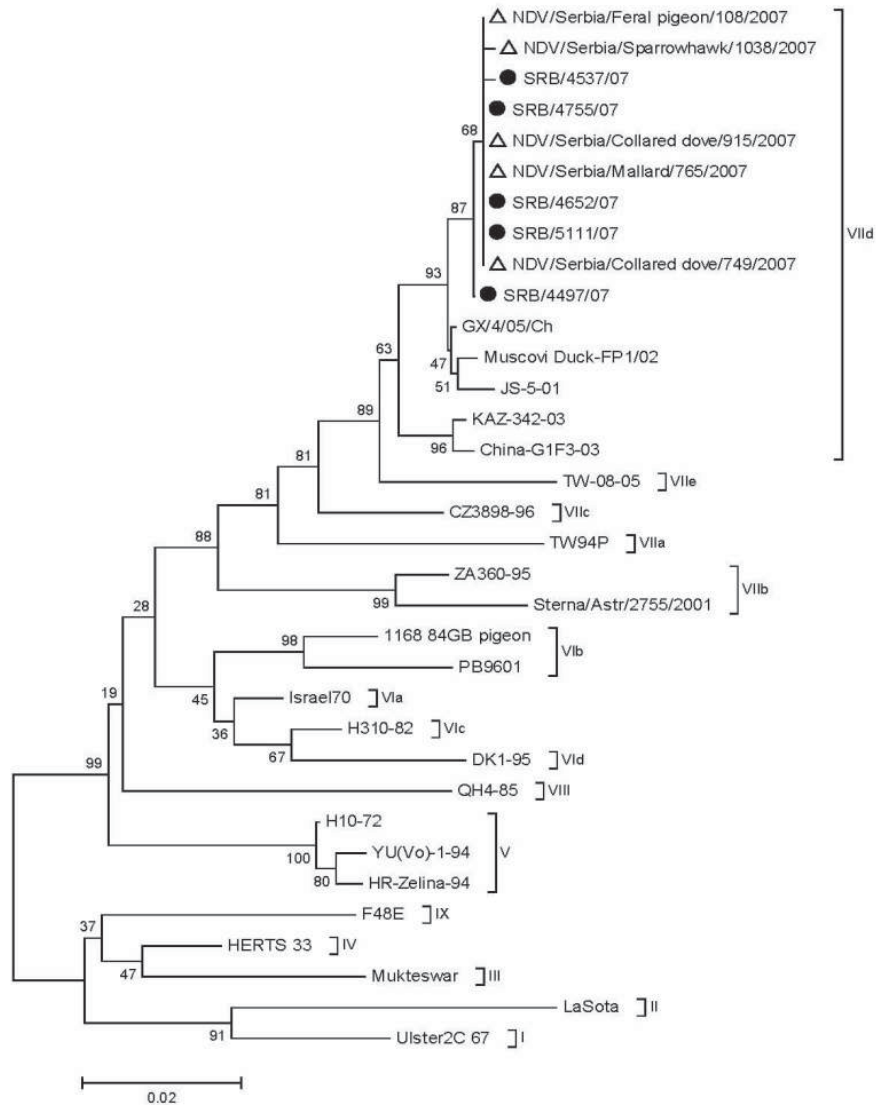 NDV/Serbia/Feral pigeon/108/2007
NDV/Serbia/Sparrowhawk/1038/2007
SRB/4537/07
SRB/4755/07
68
NDV/Serbia/Collared dove/915/2007
NDV/Serbia/Mallard/765/2007
SRB/4652/07
87
SRB/5111/07
VIId
NDV/Serbia/Collared dove/749/2007
93
SRB/4497/07
GX/4/05/Ch
63
47
Muscovi Duck-FP1/02
51
JS-5-01
89
KAZ-342-03
96
China-G1F3-03
81
TW-08-05 VIIe
81
CZ3898-96 VIIc
88
TW94P VIIa
ZA360-95
VIIb
99
Sterna/Astr/2755/2001
28
98
1168 84GB pigeon
VIb
PB9601
19
45
Israel70 VIa
36
H310-82 VIc
67
DK1-95 VId
99
QH4-85 VIII
H10-72
100
YU(Vo)-1-94
V
80
HR-Zelina-94
37
F48E IX
HERTS 33 IV
47
Mukteswar III
LaSota II
91
Ulster2C 67 I
0.02